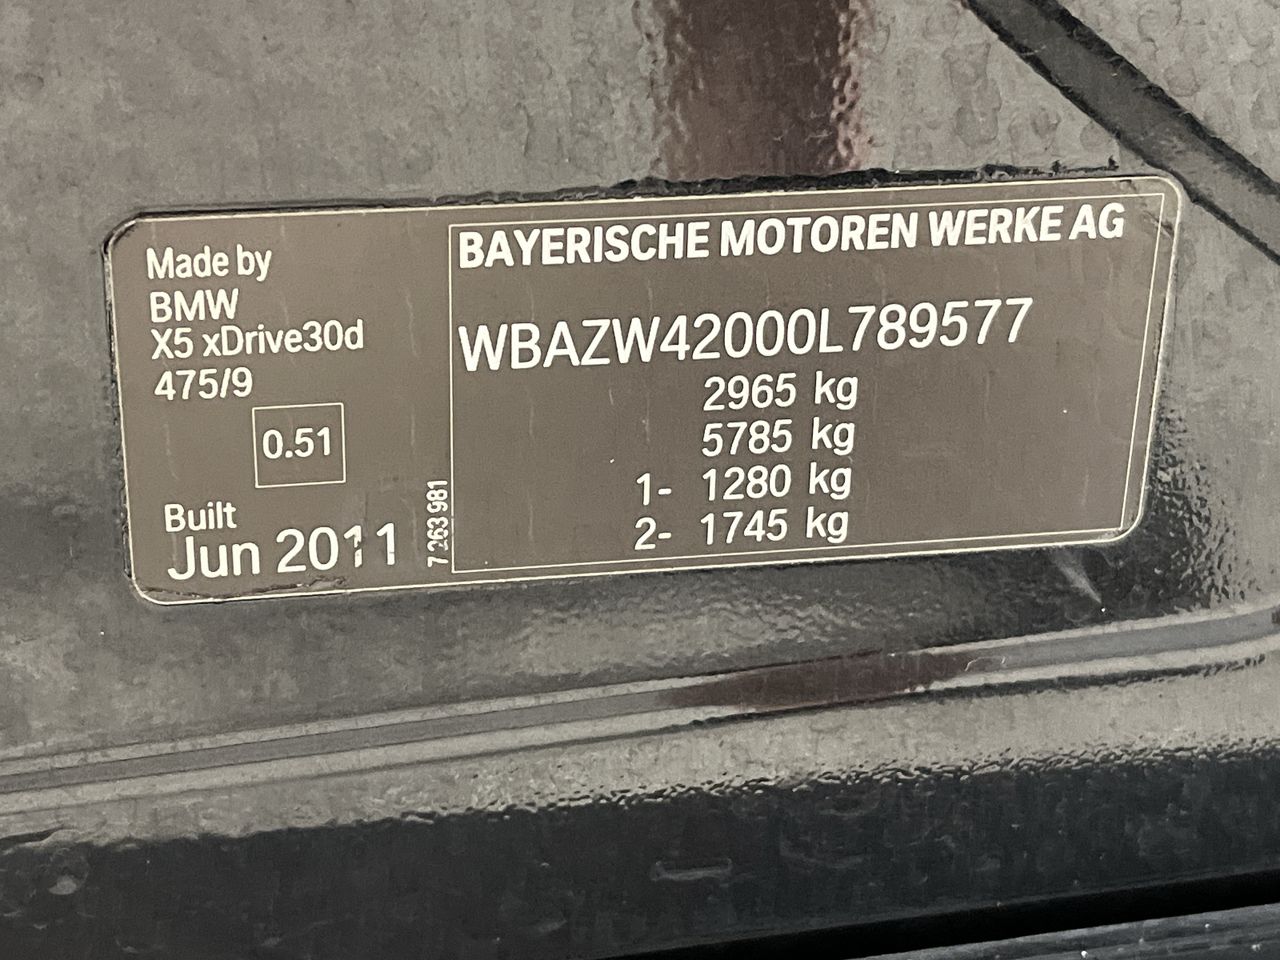 Made by
BMW
X5 xDrive30d
475/9
0.51
Built
Jun 2011
7 263 981
BAYERISCHE MOTOREN WERKE AG
WBAZW42000L789577
2965 kg
5785 kg
1- 1280 kg
2- 1745 kg